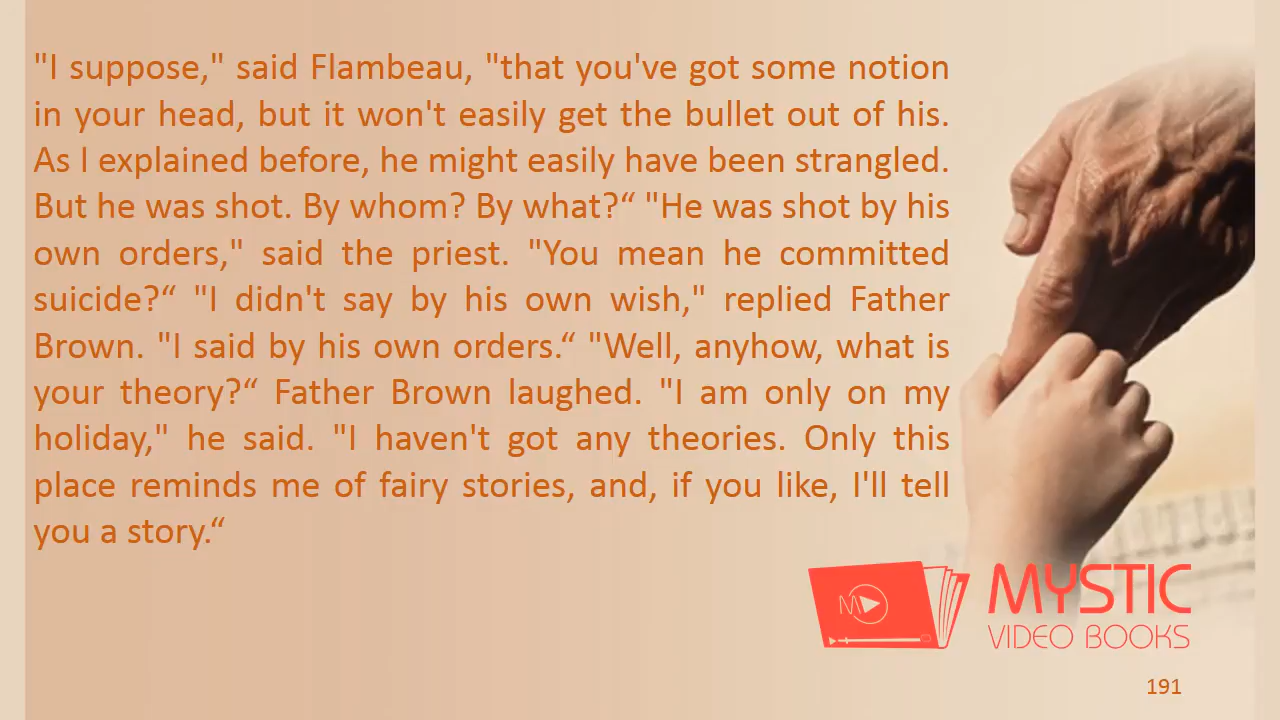 "I suppose," said Flambeau, "that you've got some notion
in your head, but it won't easily get the bullet out of his.
As I explained before, he might easily have been strangled.
But he was shot. By whom? By what?“ "He was shot by his
own orders," said the priest. "You mean he committed
suicide?“ "I didn't say by his own wish," replied Father
Brown. "I said by his own orders.“ "Well, anyhow, what is
your theory?“ Father Brown laughed. "I am only on my
holiday," he said. "I haven't got any theories. Only this
place reminds me of fairy stories, and, if you like, I'll tell
you a story.“
MYSTIC
VIDEO BOOKS
191